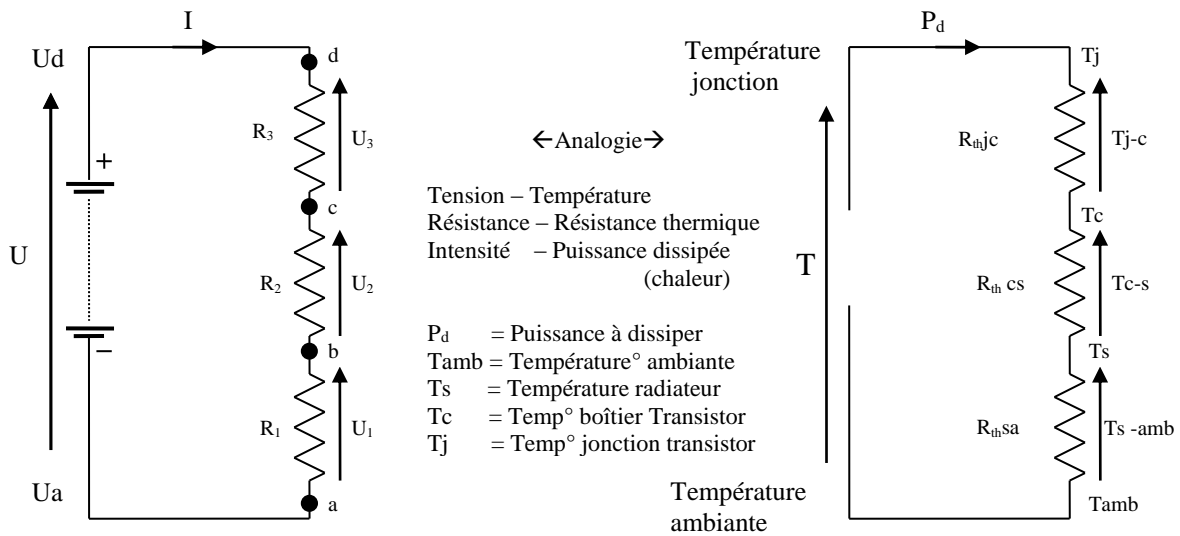 I
Ud
d
R3
U3
+
c
U
R2
U2
–
b
R1
U1
Ua
a
←Analogie→
Tension – Température
Résistance – Résistance thermique
Intensité – Puissance dissipée
(chaleur)
Pd = Puissance à dissiper
Tamb = Température° ambiante
Ts = Température radiateur
Tc = Temp° boîtier Transistor
Tj = Temp° jonction transistor
Pd
Température
jonction
Tj
Rthjc
Tj-c
Tc
T
Rth cs
Tc-s
Ts
Rthsa
Ts -amb
Température
ambiante
Tamb